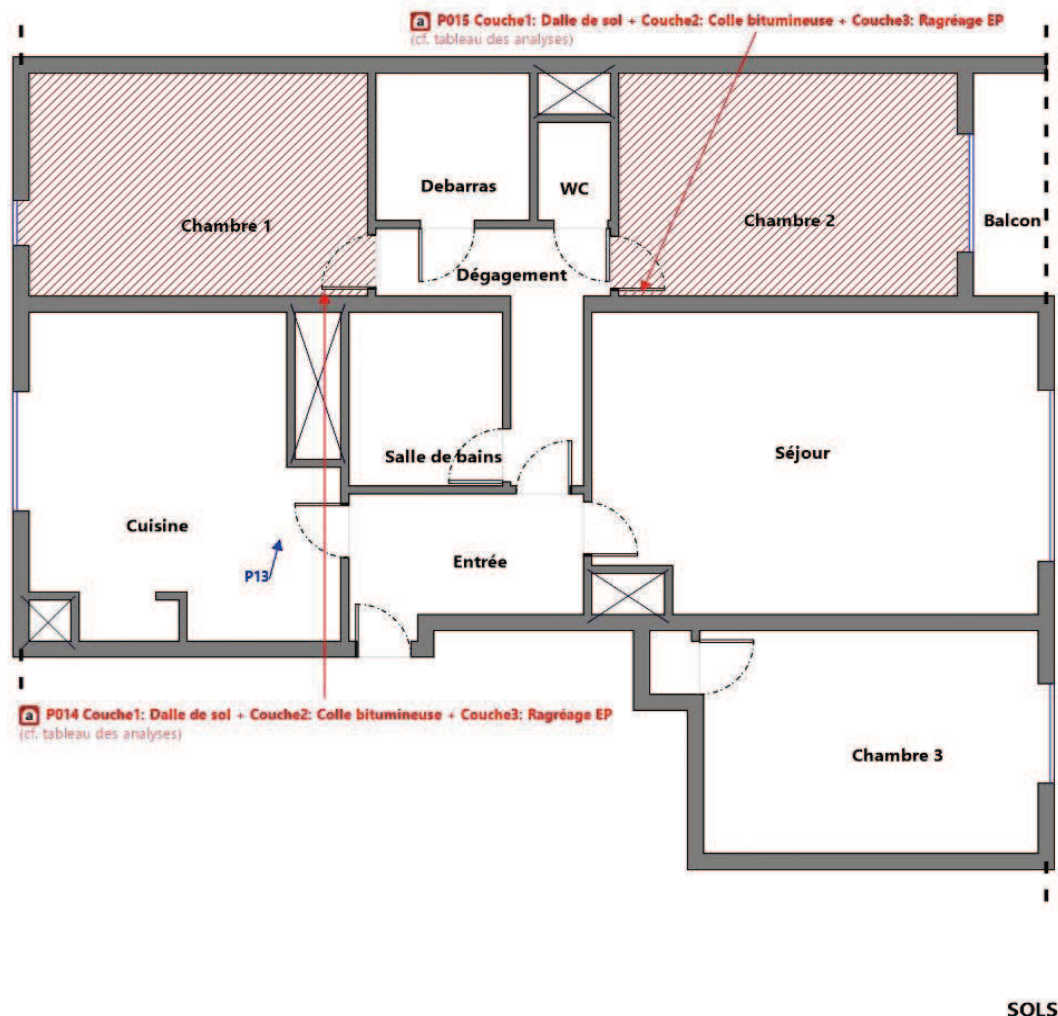 a P015 Couche1: Dalle de sol + Couche2: Colle bitumineuse + Couche3: Ragréage EP
(cf. tableau des analyses)
Debarras
WC
Chambre 1
Chambre 2
Balcon
Dégagement
Salle de bains
Séjour
Cuisine
Entrée
P13
a P014 Couche1: Dalle de sol + Couche2: Colle bitumineuse + Couche3: Ragréage EP
(cf. tableau des analyses)
Chambre 3
SOLS